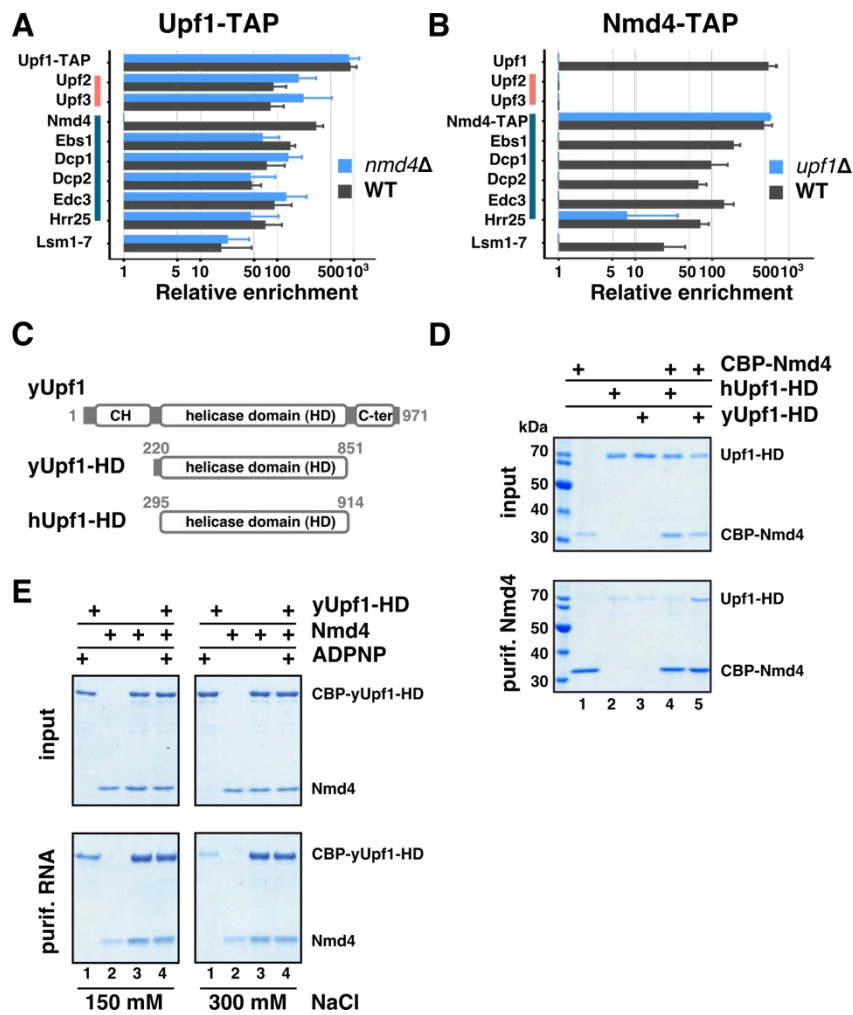 A
Upf1-TAP
Upf1-TAP
Upf2
Upf3
Nmd4
Ebs1
Dcp1
Dcp2
Edc3
Hrr25
Lsm1-7
nmd4Δ
WT
1 5 10 50 100 500 10³
Relative enrichment
B
Nmd4-TAP
Upf1
Upf2
Upf3
Nmd4-TAP
Ebs1
Dcp1
Dcp2
Edc3
Hrr25
Lsm1-7
upf1Δ
WT
1 5 10 50 100 500 10³
Relative enrichment
C
yUpf1
1 CH helicase domain (HD) C-ter 971
220 851
yUpf1-HD helicase domain (HD)
295 914
hUpf1-HD helicase domain (HD)
D
+ + + CBP-Nmd4
+ + hUpf1-HD
+ + yUpf1-HD
kDa
input
70 Upf1-HD
50
40
30 CBP-Nmd4
purif. Nmd4
70 Upf1-HD
50
40
30 CBP-Nmd4
1 2 3 4 5
E
+ + + + yUpf1-HD
+ + + + + + Nmd4
+ + + + ADPNP
input
CBP-yUpf1-HD
Nmd4
purif. RNA
CBP-yUpf1-HD
Nmd4
1 2 3 4 1 2 3 4
150 mM 300 mM NaCl